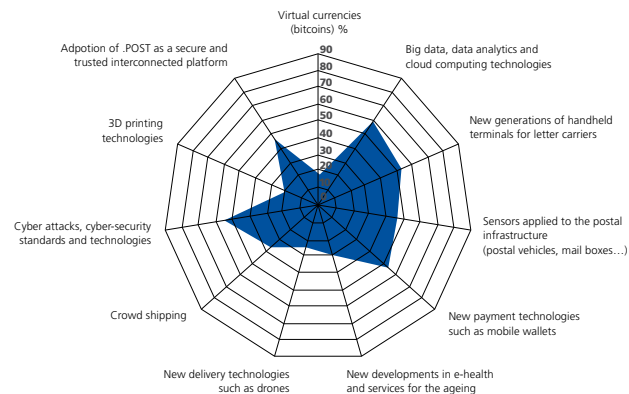 Virtual currencies
(bitcoins) %
Adpotion of .POST as a secure and
trusted interconnected platform
Big data, data analytics and
cloud computing technologies
90
80
70
60
50
40
30
20
3D printing
technologies
New generations of handheld
terminals for letter carriers
Cyber attacks, cyber-security
standards and technologies
Sensors applied to the postal
infrastructure
(postal vehicles, mail boxes…)
Crowd shipping
New payment technologies
such as mobile wallets
New delivery technologies
such as drones
New developments in e-health
and services for the ageing